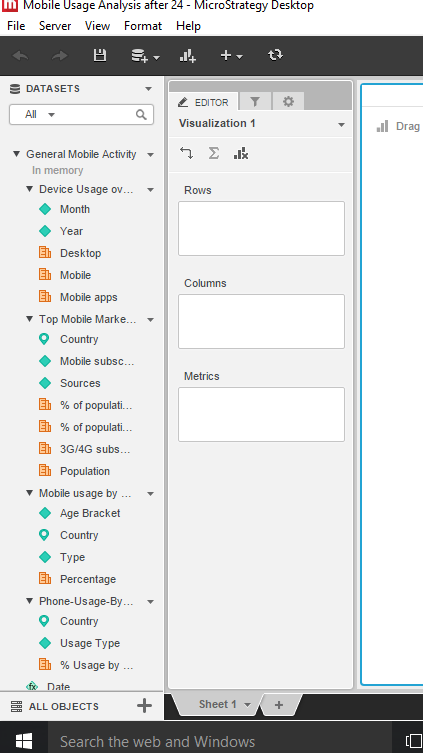 Mobile Usage Analysis after 24 - MicroStrategy Desktop
File Server View Help Community
DATASETS
All
General Mobile Activity
In memory
Device Usage ov...
Month
Year
Desktop
Mobile
Mobile apps
Top Mobile Marke...
Country
Mobile subsc...
Sources
% of populati...
% of populati...
3G/4G subs...
Population
Mobile usage by ...
Age Bracket
Country
Type
Percentage
Phone-Usage-By...
Country
Usage Type
% Usage by ...
fx Date
ALL OBJECTS
EDITOR
Visualization 1
Rows
Columns
Metrics
Drag
Sheet 1
Search the web and Windows